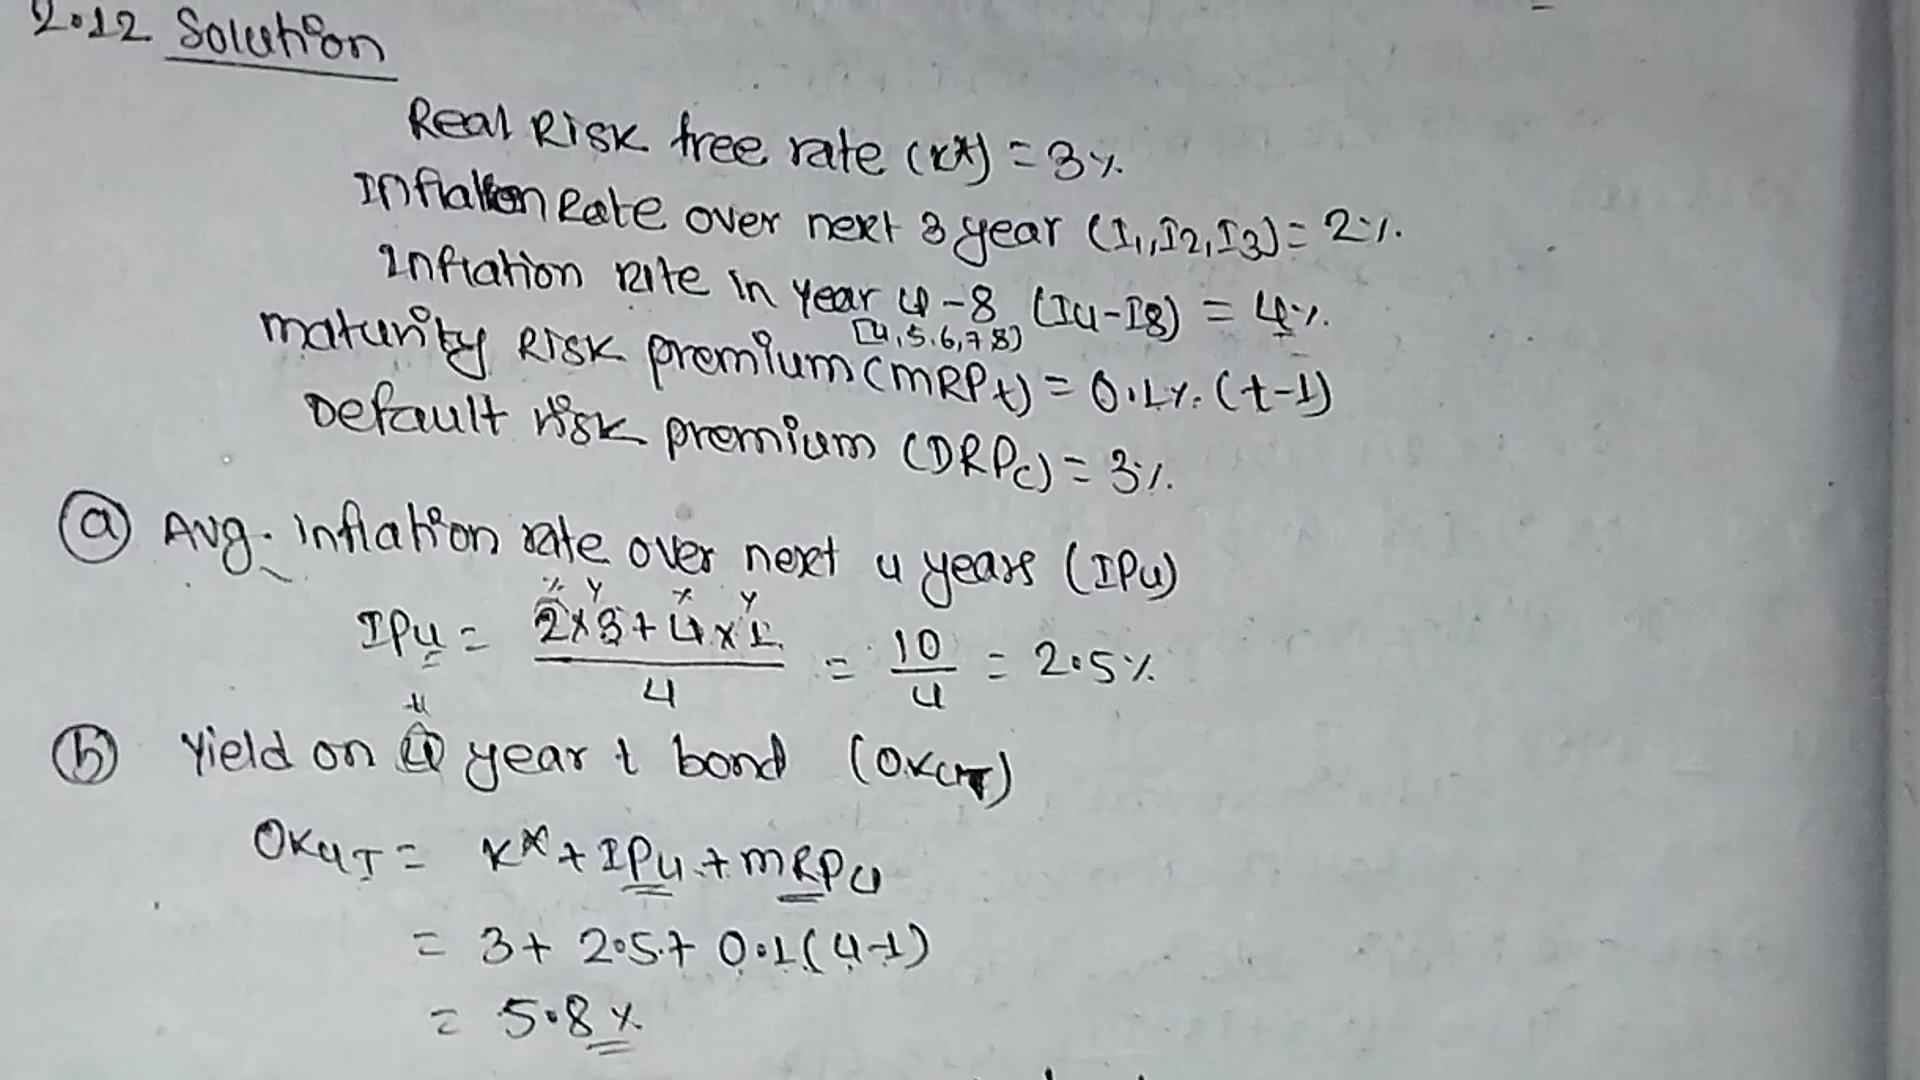 2.12 Solution
Real Risk free rate (K*) = 3%
Inflation Rate over next 3 year (I1, I2, I3) = 2%.
Inflation rite in Year 4-8 (I4-I8) = 4%.
[4,5,6,7,8)
maturity RISK premium (MRPt) = 0.1%. (t-1)
Default risk premium (DRPc) = 3%.
(a) Avg. inflation rate over next 4 years (IP4)
% Y % Y
IP4 = (2×3+4×1)/4 = 10/4 = 2.5%
4
(b) Yield on 4 year t bond (OK4T)
OK4T = K* + IP4 + MRP4
= 3 + 2.5 + 0.1(4-1)
= 5.8%